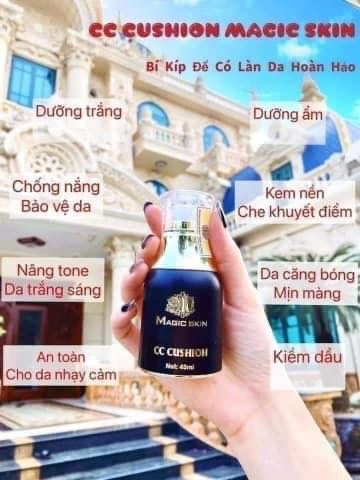 CC CUSHION MAGIC SKIN
Bí Kíp Để Có Làn Da Hoàn Hảo
Dưỡng trắng
Dưỡng ẩm
Chống nắng
Bảo vệ da
Kem nền
Che khuyết điểm
Nâng tone
Da trắng sáng
Da căng bóng
Mịn màng
An toàn
Cho da nhạy cảm
Kiềm dầu
MAGIC SKIN
CC CUSHION
Net: 45ml